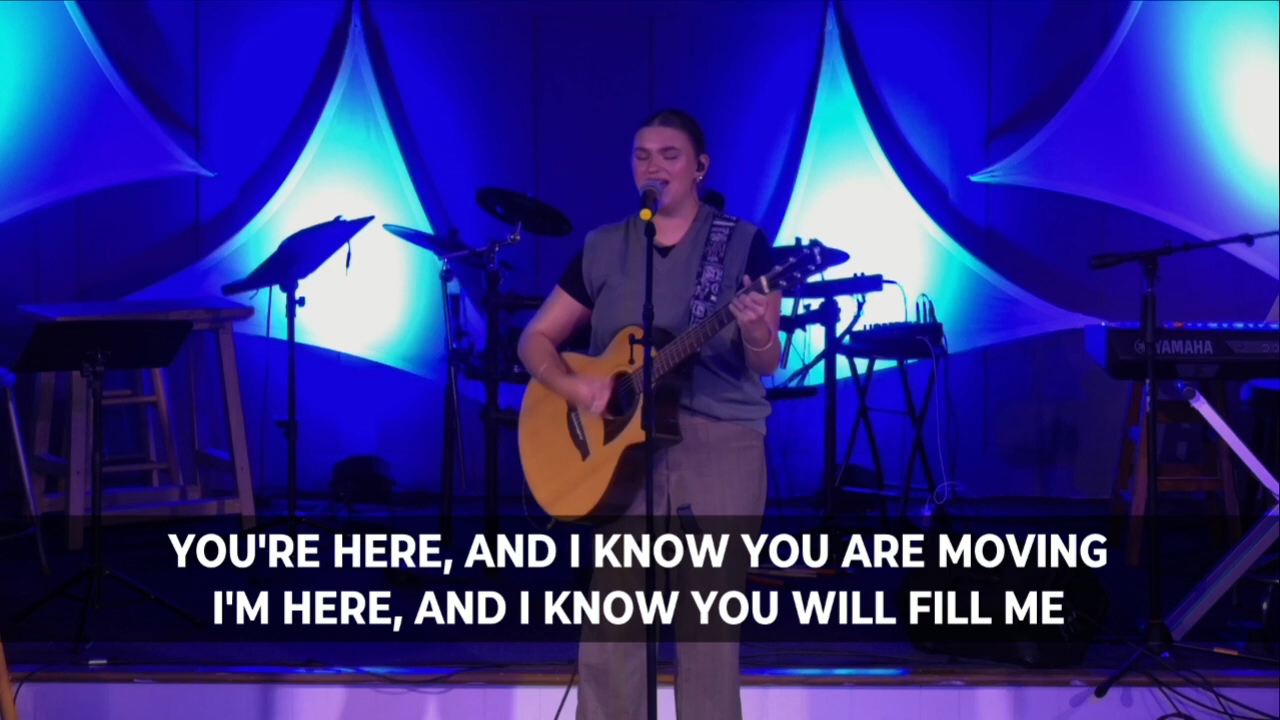 YAMAHA
YOU'RE HERE, AND I KNOW YOU ARE MOVING
I'M HERE, AND I KNOW YOU WILL FILL ME